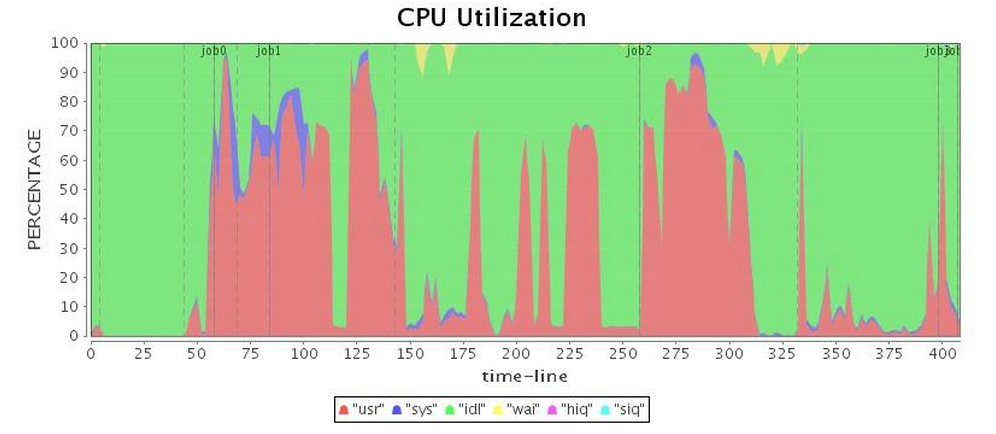 CPU Utilization
100
job0
job1
job2
90
80
70
60
50
40
30
20
10
0
PERCENTAGE
0 25 50 75 100 125 150 175 200 225 250 275 300 325 350 375 400
time-line
"usr" "sys" "idl" "wai" "hiq" "siq"